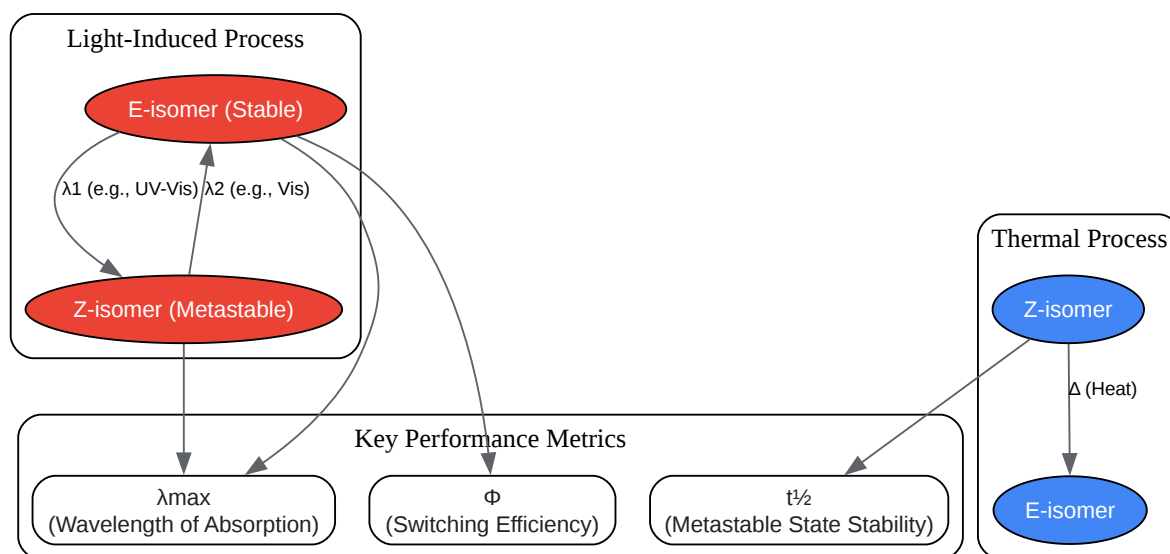 Light-Induced Process
E-isomer (Stable)
λ1 (e.g., UV-Vis)
λ2 (e.g., Vis)
Z-isomer (Metastable)
Thermal Process
Z-isomer
Δ (Heat)
E-isomer
Key Performance Metrics
λmax
(Wavelength of Absorption)
Φ
(Switching Efficiency)
t½
(Metastable State Stability)